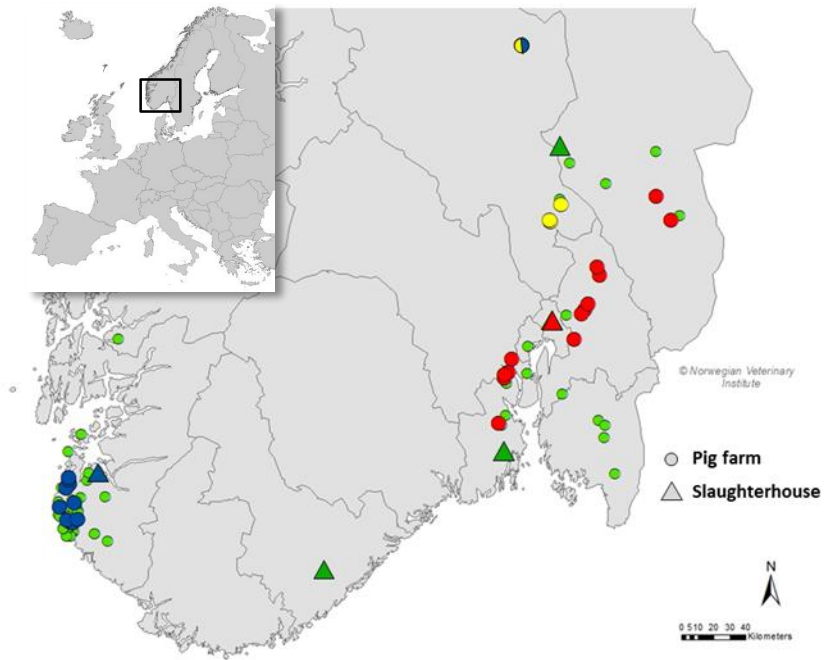 © Norwegian Veterinary
Institute
Pig farm
Slaughterhouse
N
0 5 10 20 30 40
Kilometers